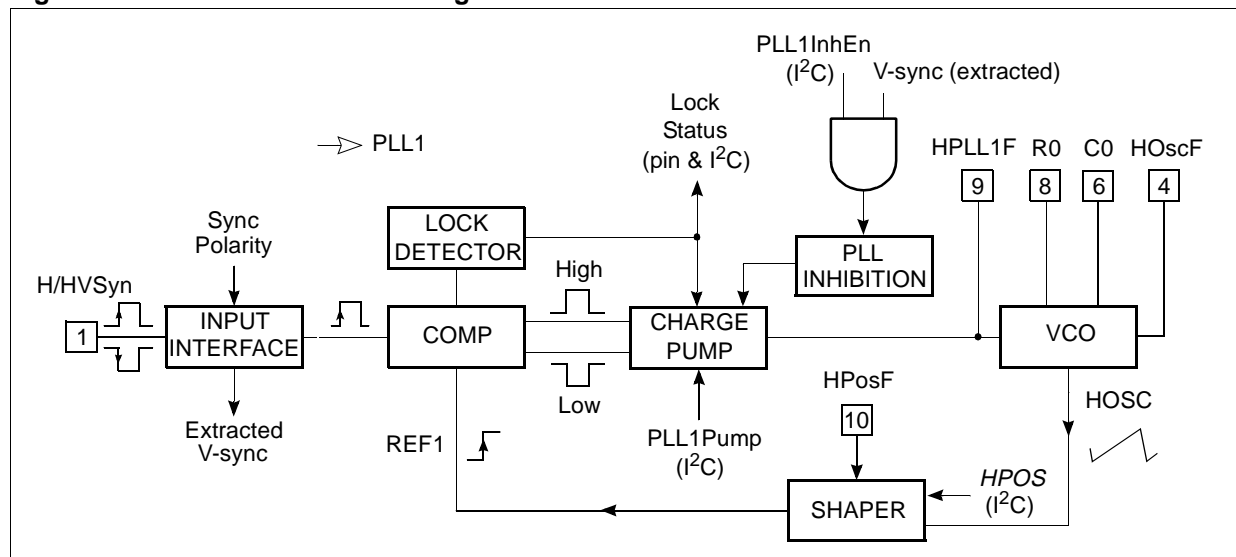 PLL1InhEn
(I²C)
V-sync (extracted)
Lock
Status
(pin & I²C)
PLL1
HPLL1F
R0
C0
HOscF
9
8
6
4
Sync
Polarity
LOCK
DETECTOR
PLL
INHIBITION
High
H/HVSyn
1
INPUT
INTERFACE
COMP
CHARGE
PUMP
VCO
Low
HPosF
HOSC
Extracted
V-sync
REF1
PLL1Pump
(I²C)
10
HPOS
(I²C)
SHAPER